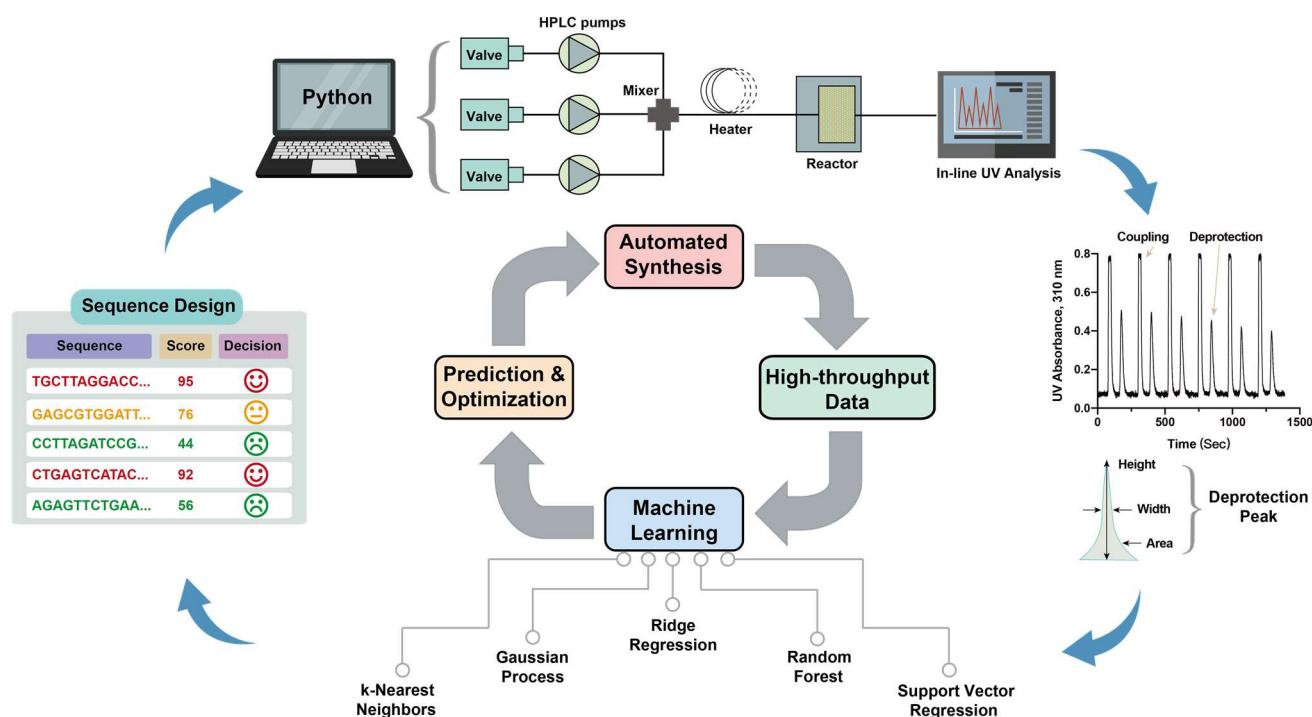 HPLC pumps
Valve
Valve
Valve
Python
Mixer
Heater
Reactor
In-line UV Analysis
Coupling
Deprotection
0.8
0.6
0.4
0.2
0.0
UV Absorbance, 310 nm
0
500
1000
1500
Time (Sec)
Height
Width
Area
Deprotection
Peak
Automated
Synthesis
High-throughput
Data
Machine
Learning
Prediction &
Optimization
k-Nearest
Neighbors
Gaussian
Process
Ridge
Regression
Random
Forest
Support Vector
Regression
Sequence Design
Sequence Score Decision
TGCTTAGGACC... 95
GAGCGTGGATT... 76
CCTTAGATCCG... 44
CTGAGTCATAC... 92
AGAGTTCTGAA... 56